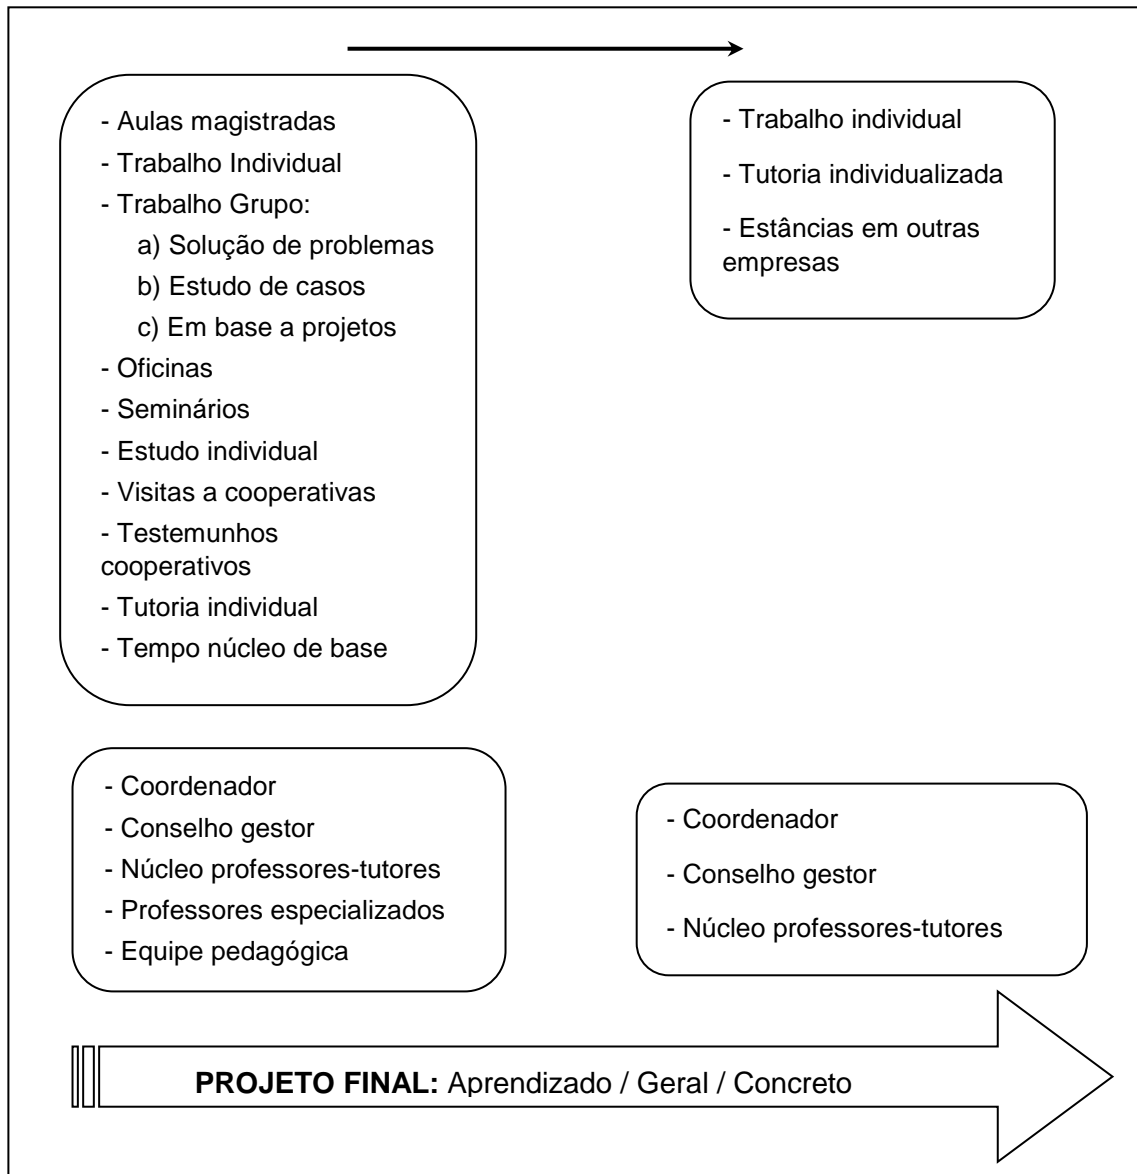 - Aulas magistradas
- Trabalho Individual
- Trabalho Grupo:
a) Solução de problemas
b) Estudo de casos
c) Em base a projetos
- Oficinas
- Seminários
- Estudo individual
- Visitas a cooperativas
- Testemunhos
cooperativos
- Tutoria individual
- Tempo núcleo de base
- Trabalho individual
- Tutoria individualizada
- Estâncias em outras
empresas
- Coordenador
- Conselho gestor
- Núcleo professores-tutores
- Professores especializados
- Equipe pedagógica
- Coordenador
- Conselho gestor
- Núcleo professores-tutores
PROJETO FINAL: Aprendizado / Geral / Concreto